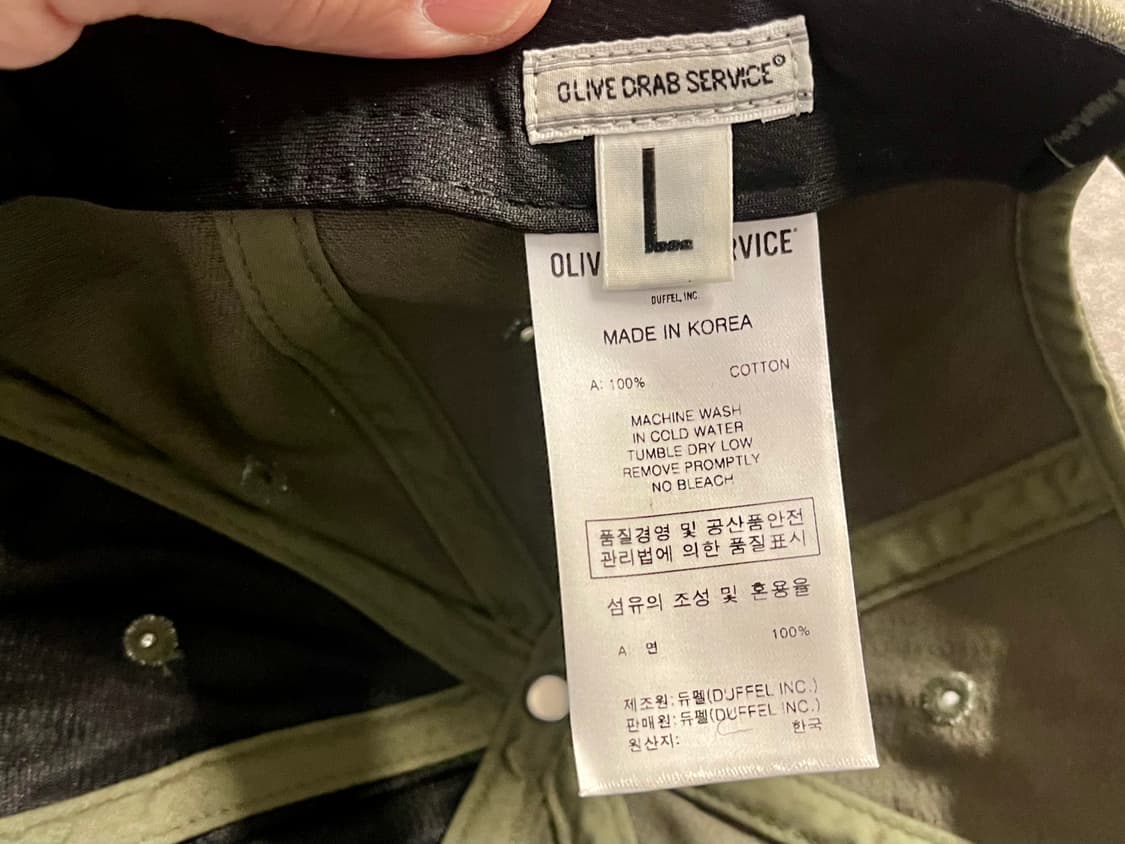 OLIVE DRAB SERVICE®
L
OLIV RVICE
DUFFEL, INC.
MADE IN KOREA
A: 100% COTTON
MACHINE WASH
IN COLD WATER
TUMBLE DRY LOW
REMOVE PROMPTLY
NO BLEACH
품질경영 및 공산품안전
관리법에 의한 품질표시
섬유의 조성 및 혼용율
A 면 100%
제조원: 듀펠(DUFFEL INC.)
판매원: 듀펠(DUFFEL INC.)
원산지: 한국